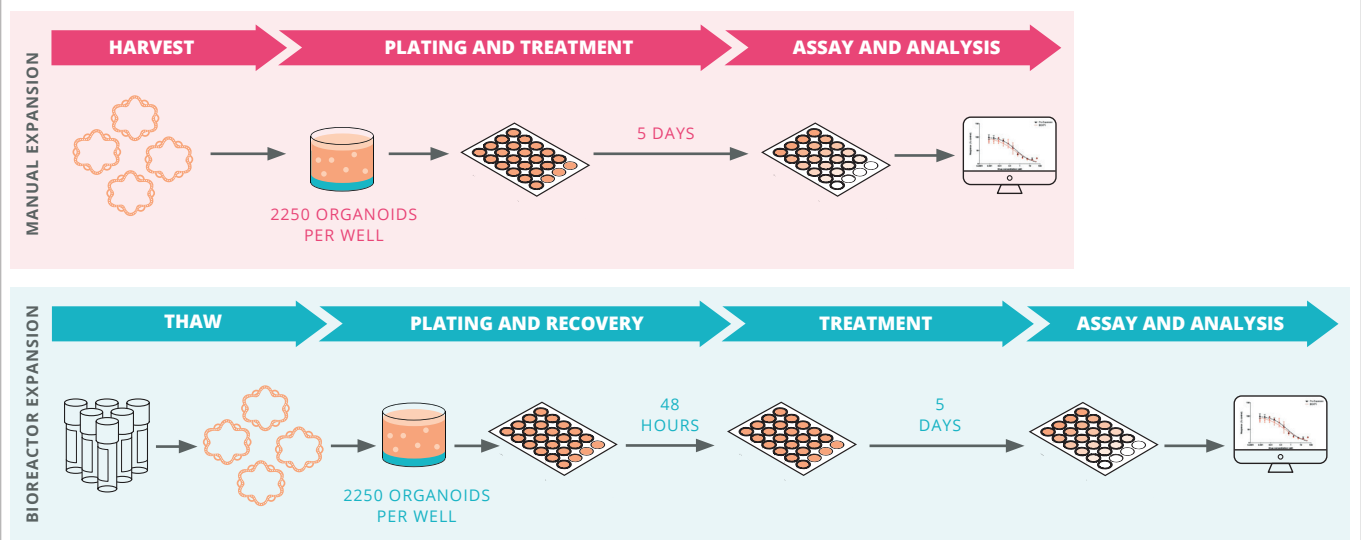 MANUAL EXPANSION
HARVEST
PLATING AND TREATMENT
ASSAY AND ANALYSIS
5 DAYS
2250 ORGANOIDS
PER WELL
BIOREACTOR EXPANSION
THAW
PLATING AND RECOVERY
TREATMENT
ASSAY AND ANALYSIS
48
HOURS
5
DAYS
2250 ORGANOIDS
PER WELL